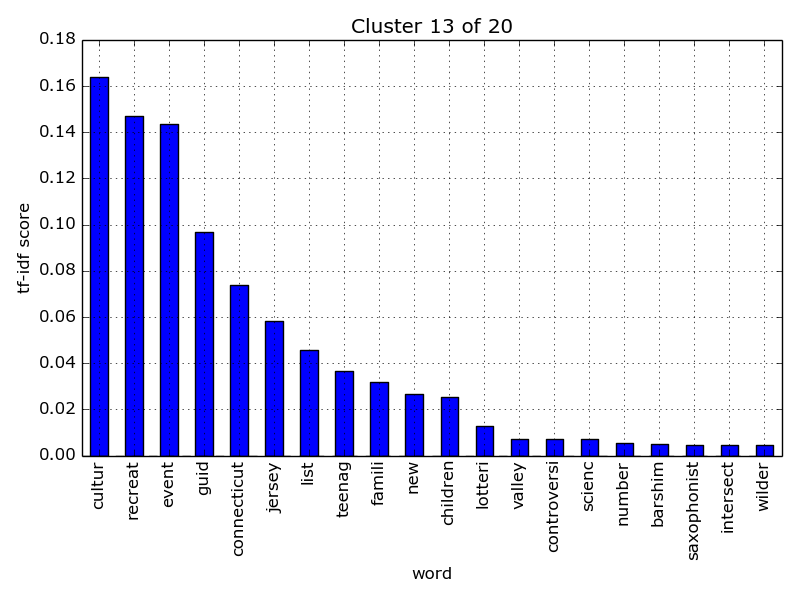 Cluster 13 of 20
0.18
0.16
0.14
0.12
0.10
0.08
0.06
0.04
0.02
0.00
tf-idf score
cultur
recreat
event
guid
connecticut
jersey
list
teenag
famili
new
children
lotteri
valley
controversi
scienc
number
barshim
saxophonist
intersect
wilder
word